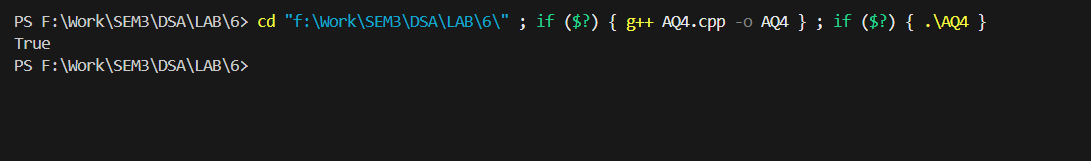 PS F:\Work\SEM3\DSA\LAB\6> cd "f:\Work\SEM3\DSA\LAB\6\" ; if ($?) { g++ AQ4.cpp -o AQ4 } ; if ($?) { .\AQ4 }
True
PS F:\Work\SEM3\DSA\LAB\6>